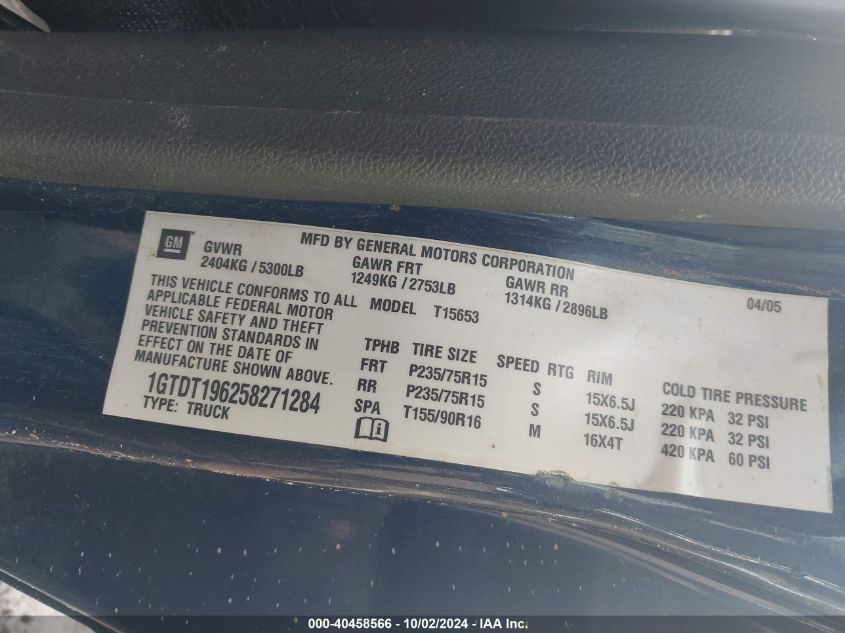 GM
MFD BY GENERAL MOTORS CORPORATION
GVWR GAWR FRT GAWR RR 04/05
2404KG / 5300LB 1249KG / 2753LB 1314KG / 2896LB
THIS VEHICLE CONFORMS TO ALL
APPLICABLE FEDERAL MOTOR
VEHICLE SAFETY AND THEFT
PREVENTION STANDARDS IN
EFFECT ON THE DATE OF
MANUFACTURE SHOWN ABOVE.
1GTDT196258271284
TYPE: TRUCK
MODEL T15653
TPHB TIRE SIZE SPEED RTG RIM COLD TIRE PRESSURE
FRT P235/75R15 S 15X6.5J 220 KPA 32 PSI
RR P235/75R15 S 15X6.5J 220 KPA 32 PSI
SPA T155/90R16 M 16X4T 420 KPA 60 PSI
000-40458566 - 10/02/2024 - IAA Inc.